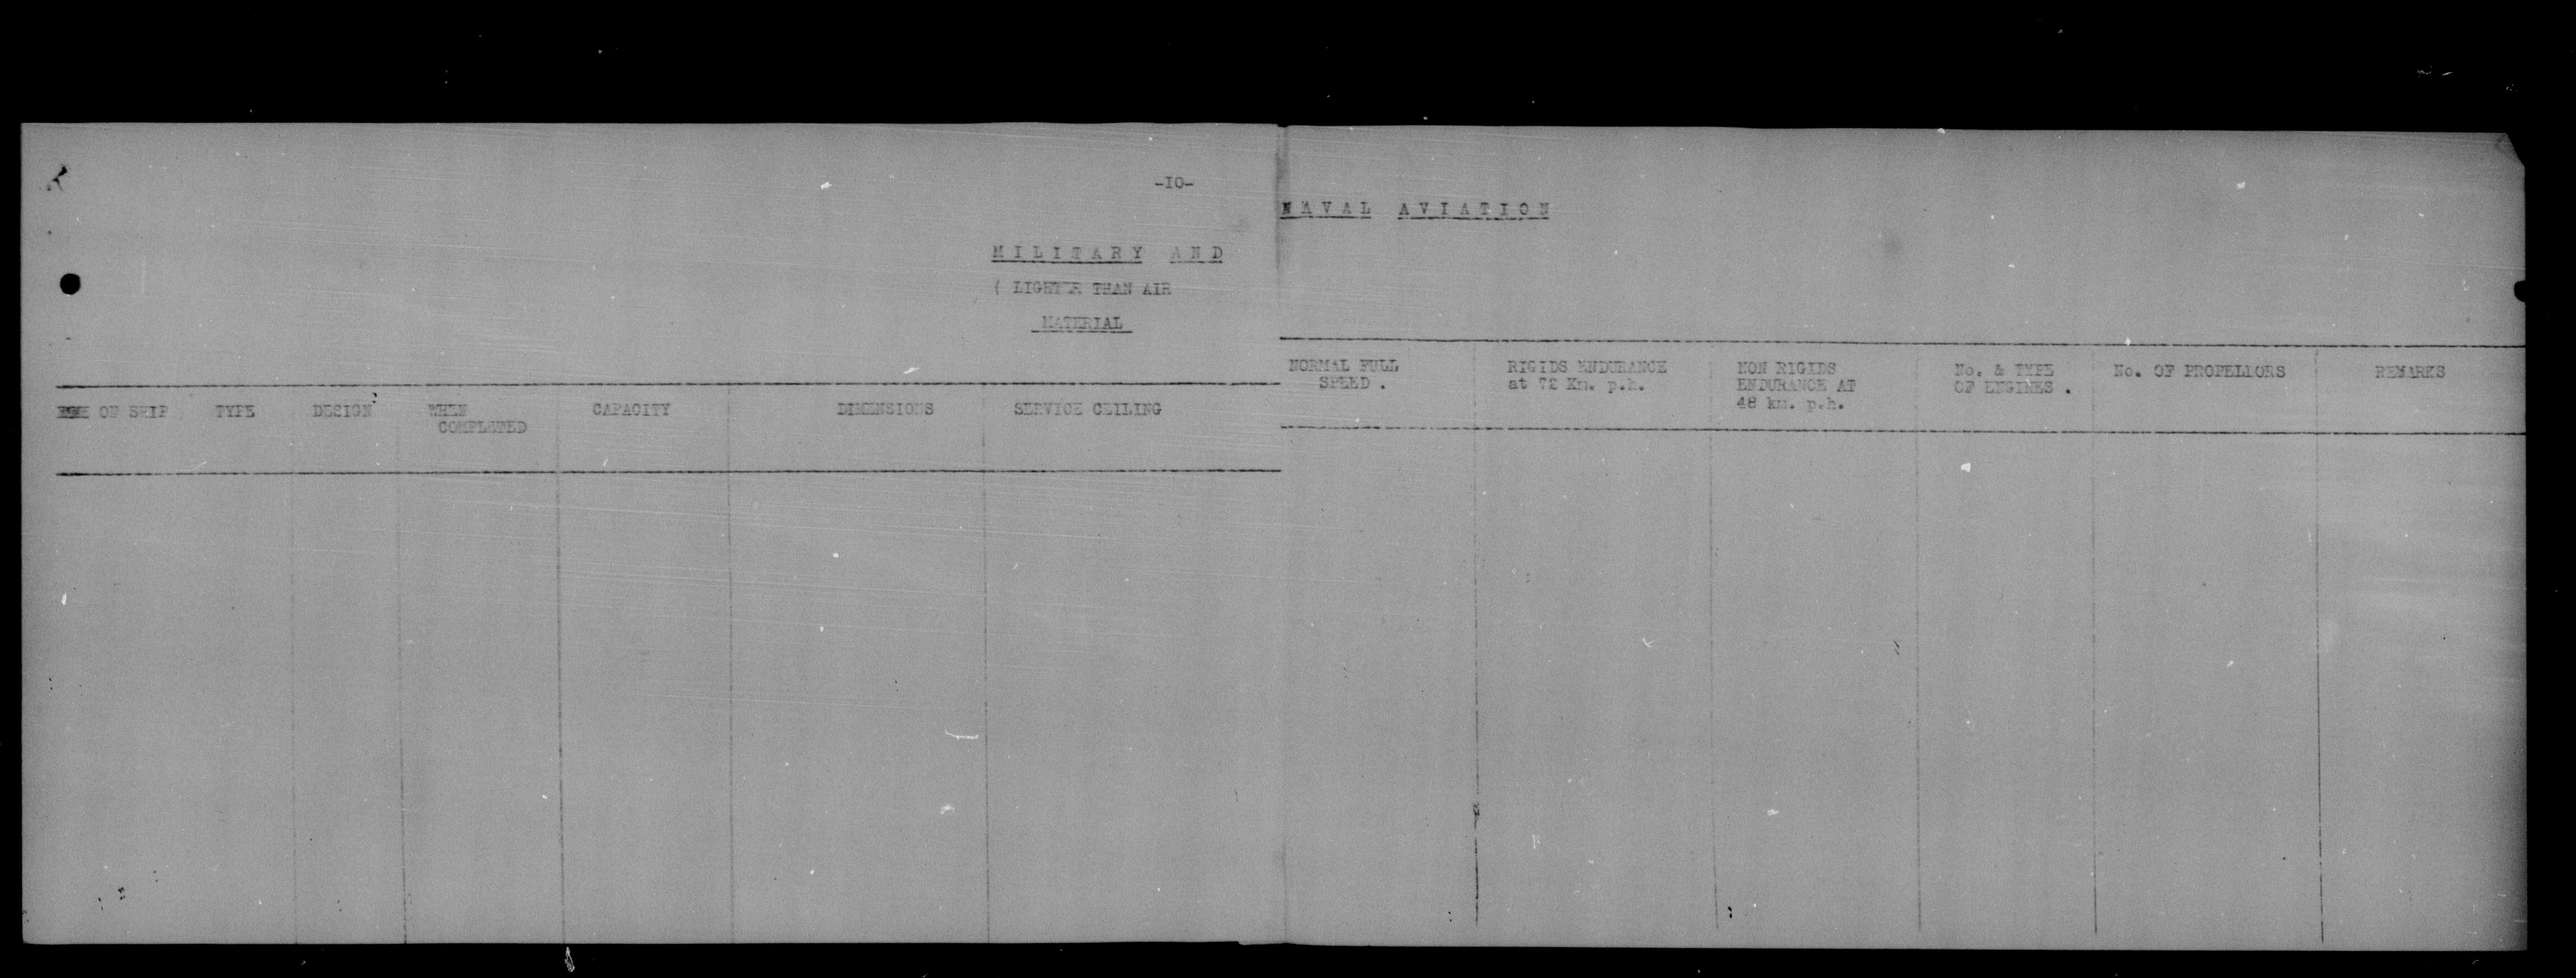 -IO-
MILITARY AND NAVAL AVIATION
( LIGHTER THAN AIR
MATERIAL
OF SHIP TYPE DESIGN WHEN COMPLETED CAPACITY DIMENSIONS SERVICE CEILING
NORMAL FULL SPEED . RIGIDS ENDURANCE at 72 Km. p.h. NON RIGIDS ENDURANCE AT 48 km. p.h. No. & TYPE OF ENGINES . No. OF PROPELLORS REMARKS